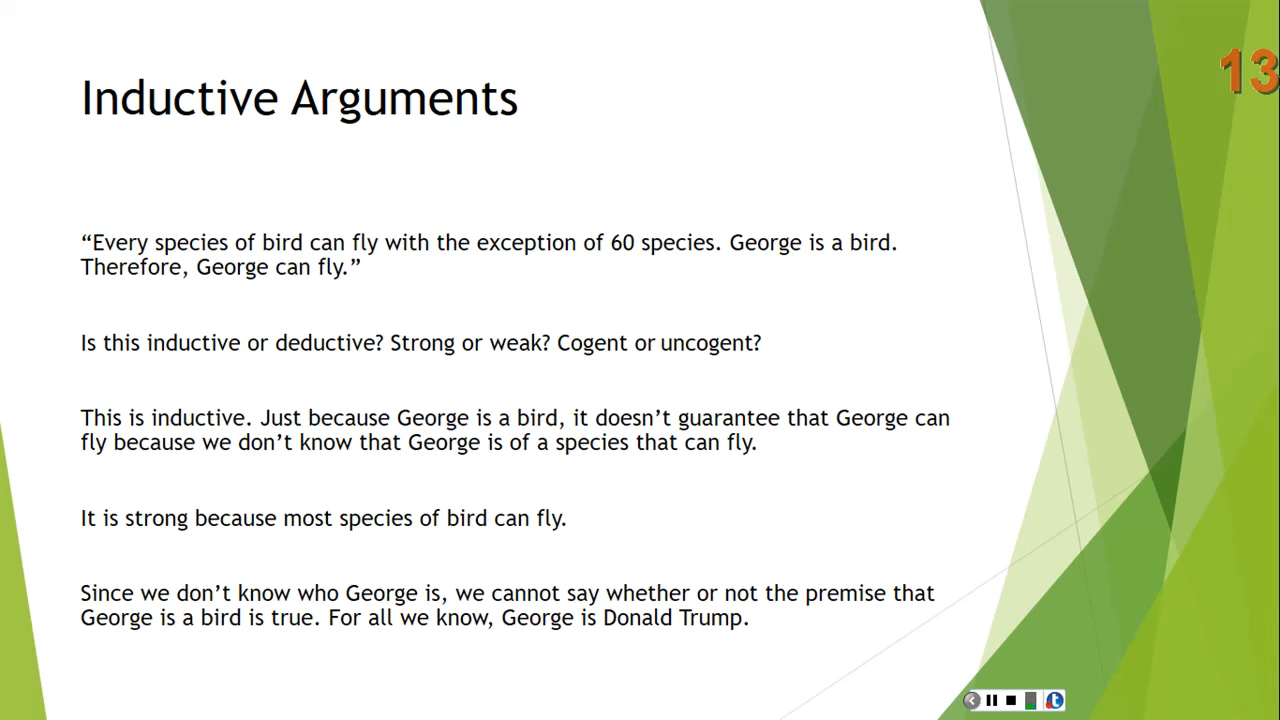 13
Inductive Arguments
“Every species of bird can fly with the exception of 60 species. George is a bird.
Therefore, George can fly.”
Is this inductive or deductive? Strong or weak? Cogent or uncogent?
This is inductive. Just because George is a bird, it doesn’t guarantee that George can
fly because we don’t know that George is of a species that can fly.
It is strong because most species of bird can fly.
Since we don’t know who George is, we cannot say whether or not the premise that
George is a bird is true. For all we know, George is Donald Trump.
t